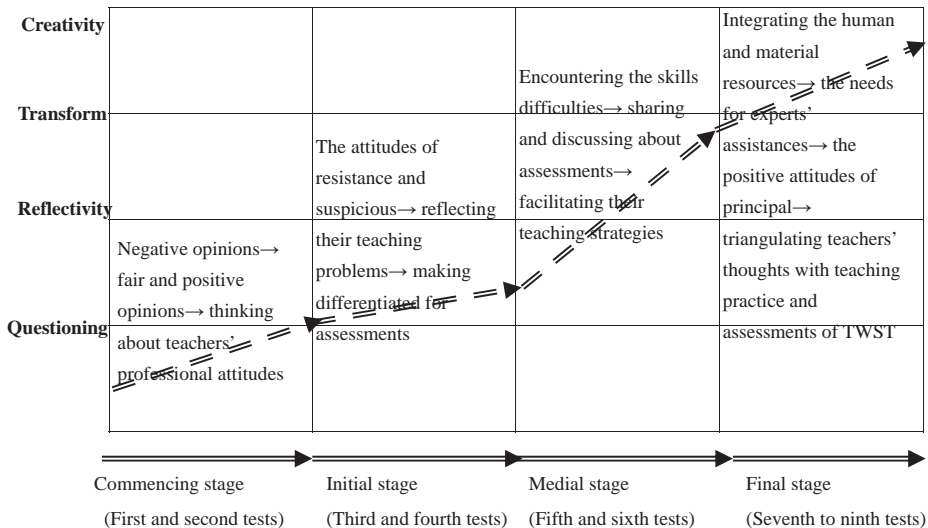 Creativity
Transform
Reflectivity
Questioning
Negative opinions→
fair and positive
opinions→ thinking
about teachers'
professional attitudes
The attitudes of
resistance and
suspicious→ reflecting
their teaching
problems→ making
differentiated for
assessments
Encountering the skills
difficulties→ sharing
and discussing about
assessments→
facilitating their
teaching strategies
Integrating the human
and material
resources→ the needs
for experts'
assistances→ the
positive attitudes of
principal→
triangulating teachers'
thoughts with teaching
practice and
assessments of TWST
Commencing stage
(First and second tests)
Initial stage
(Third and fourth tests)
Medial stage
(Fifth and sixth tests)
Final stage
(Seventh to ninth tests)